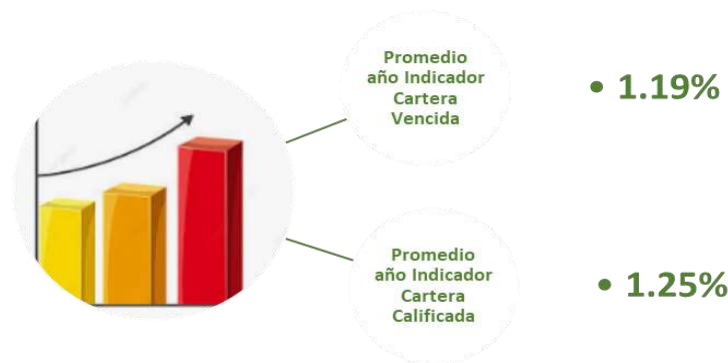 Promedio
año Indicador
Cartera
Vencida
• 1.19%
Promedio
año Indicador
Cartera
Calificada
• 1.25%